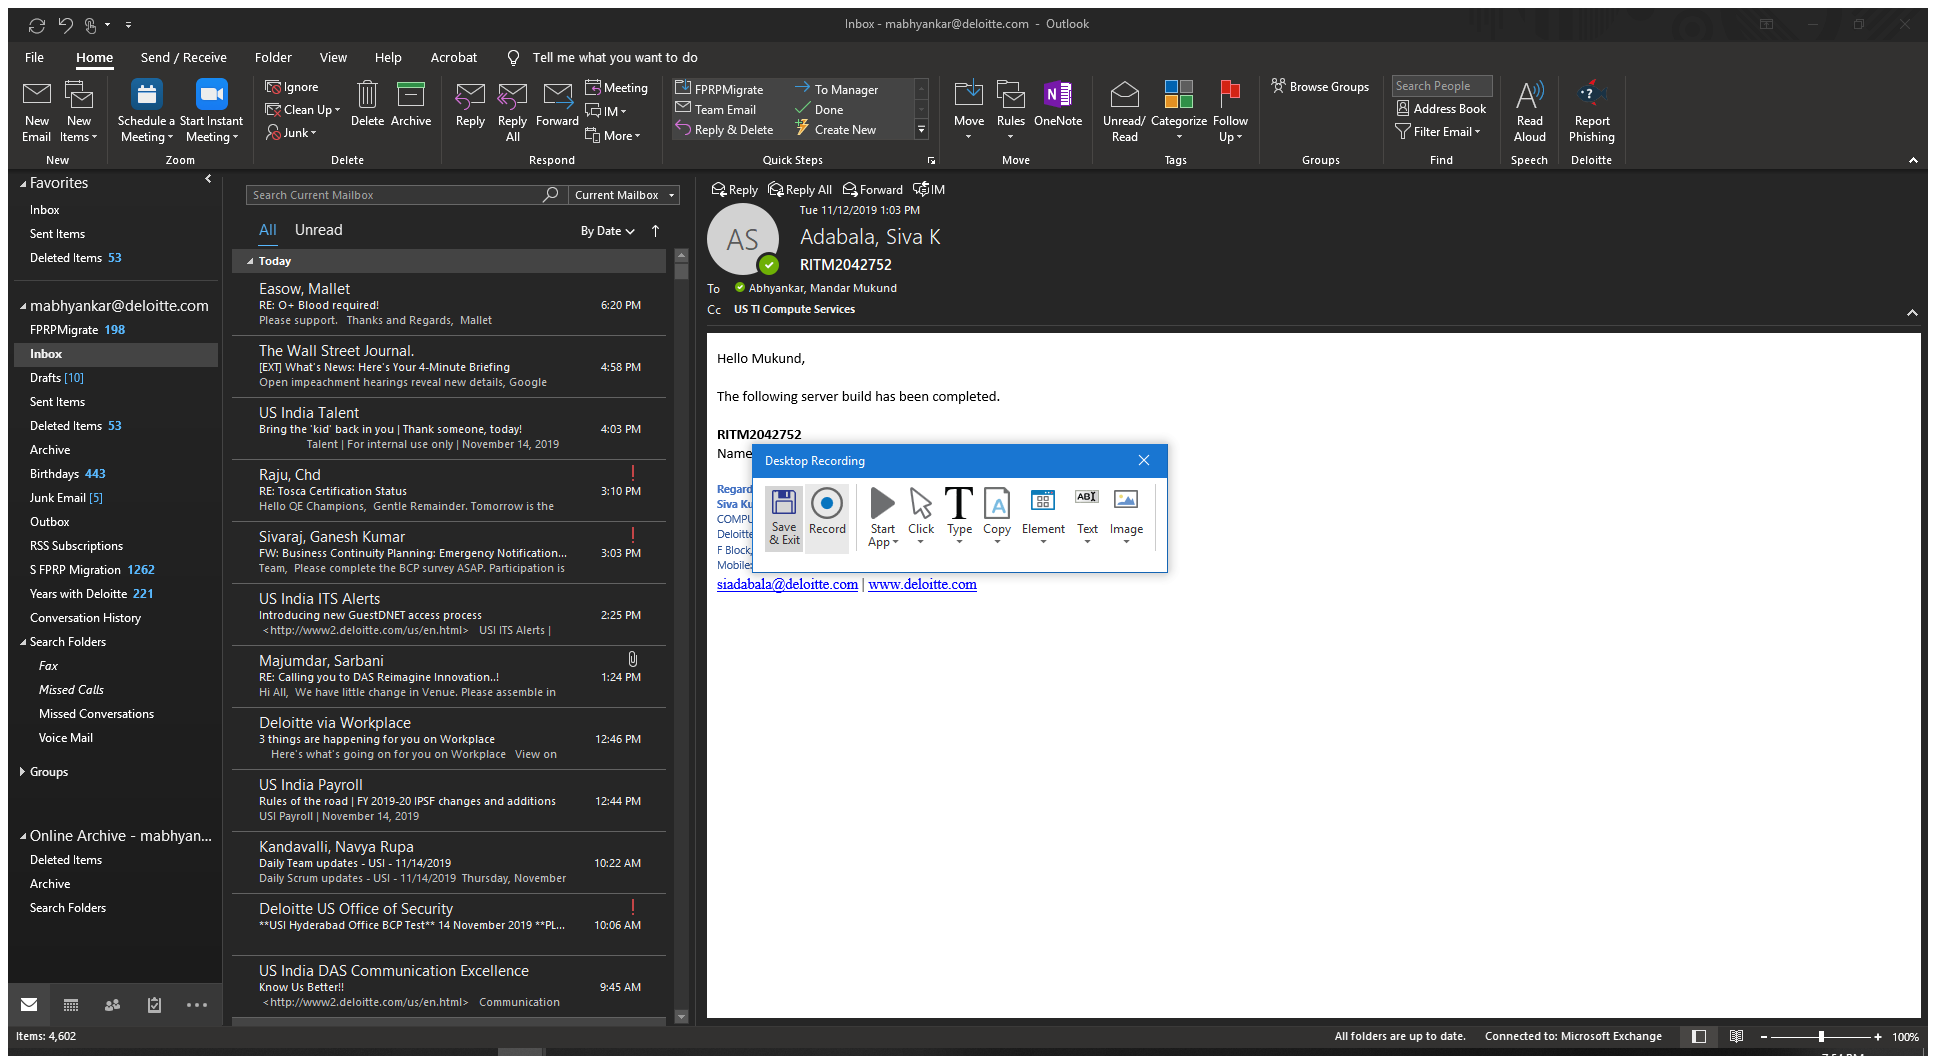 Inbox - mabhyankar@deloitte.com - Outlook
File Home Send / Receive Folder View Help Acrobat Tell me what you want to do
New Email
New Items
New
Schedule a Meeting
Start Instant Meeting
Zoom
Ignore
Clean Up
Junk
Delete
Archive
Delete
Reply
Reply All
Forward
Meeting
IM
More
Respond
FPRPMigrate
Team Email
Reply & Delete
To Manager
Done
Create New
Quick Steps
Move
Rules
OneNote
Move
Unread/ Read
Categorize
Follow Up
Tags
Browse Groups
Groups
Search People
Address Book
Filter Email
Find
Read Aloud
Speech
Report Phishing
Deloitte
Favorites
Inbox
Sent Items
Deleted Items 53
mabhyankar@deloitte.com
FPRPMigrate 198
Inbox
Drafts [10]
Sent Items
Deleted Items 53
Archive
Birthdays 443
Junk Email [5]
Outbox
RSS Subscriptions
S FPRP Migration 1262
Years with Deloitte 221
Conversation History
Search Folders
Fax
Missed Calls
Missed Conversations
Voice Mail
Groups
Online Archive - mabhyan...
Deleted Items
Archive
Search Folders
Items: 4,602
Search Current Mailbox Current Mailbox
All Unread By Date
Today
Easow, Mallet
RE: O+ Blood required! 6:20 PM
Please support. Thanks and Regards, Mallet
The Wall Street Journal.
[EXT] What's News: Here's Your 4-Minute Briefing 4:58 PM
Open impeachment hearings reveal new details, Google
US India Talent
Bring the 'kid' back in you | Thank someone, today! 4:03 PM
Talent | For internal use only | November 14, 2019
Raju, Chd
RE: Tosca Certification Status 3:10 PM
Hello QE Champions, Gentle Remainder. Tomorrow is the
Sivaraj, Ganesh Kumar
FW: Business Continuity Planning: Emergency Notification... 3:03 PM
Team, Please complete the BCP survey ASAP. Participation is
US India ITS Alerts
Introducing new GuestDNET access process 2:25 PM
<http://www2.deloitte.com/us/en.html> USI ITS Alerts |
Majumdar, Sarbani
RE: Calling you to DAS Reimagine Innovation..! 1:24 PM
Hi All, We have little change in Venue. Please assemble in
Deloitte via Workplace
3 things are happening for you on Workplace 12:46 PM
Here's what's going on for you on Workplace View on
US India Payroll
Rules of the road | FY 2019-20 IPSF changes and additions 12:44 PM
USI Payroll | November 14, 2019
Kandavalli, Navya Rupa
Daily Team updates - USI - 11/14/2019 10:22 AM
Daily Scrum updates - USI - 11/14/2019 Thursday, November
Deloitte US Office of Security
**USI Hyderabad Office BCP Test** 14 November 2019 **PL... 10:06 AM
US India DAS Communication Excellence
Know Us Better!! 9:45 AM
<http://www2.deloitte.com/us/en.html> Communication
Reply Reply All Forward IM
Tue 11/12/2019 1:03 PM
AS
Adabala, Siva K
RITM2042752
To Abhyankar, Mandar Mukund
Cc US TI Compute Services
Hello Mukund,
The following server build has been completed.
RITM2042752
Name
Regard
Siva Ku
COMPU
Deloitte
F Block,
Mobile:
siadabala@deloitte.com | www.deloitte.com
Desktop Recording
Save & Exit
Record
Start App
Click
Type
Copy
Element
Text
Image
All folders are up to date. Connected to: Microsoft Exchange 100%